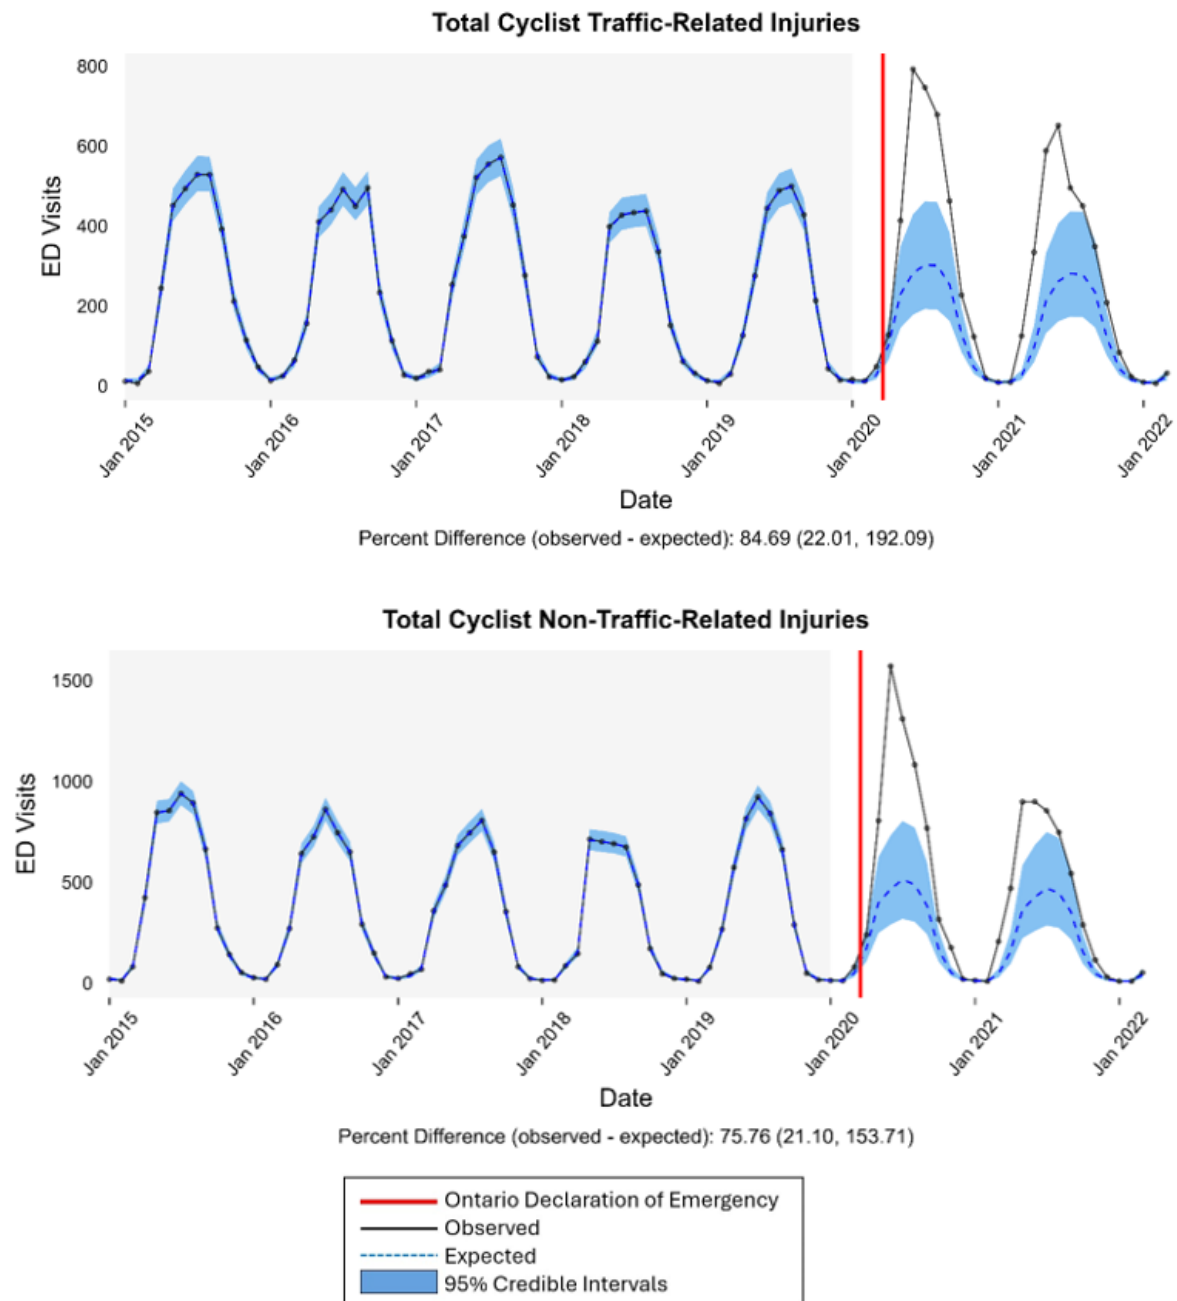 Total Cyclist Traffic-Related Injuries
800
600
400
200
0
ED Visits
Jan 2015
Jan 2016
Jan 2017
Jan 2018
Jan 2019
Jan 2020
Jan 2021
Jan 2022
Date
Percent Difference (observed - expected): 84.69 (22.01, 192.09)
Total Cyclist Non-Traffic-Related Injuries
1500
1000
500
0
ED Visits
Jan 2015
Jan 2016
Jan 2017
Jan 2018
Jan 2019
Jan 2020
Jan 2021
Jan 2022
Date
Percent Difference (observed - expected): 75.76 (21.10, 153.71)
Ontario Declaration of Emergency
Observed
Expected
95% Credible Intervals